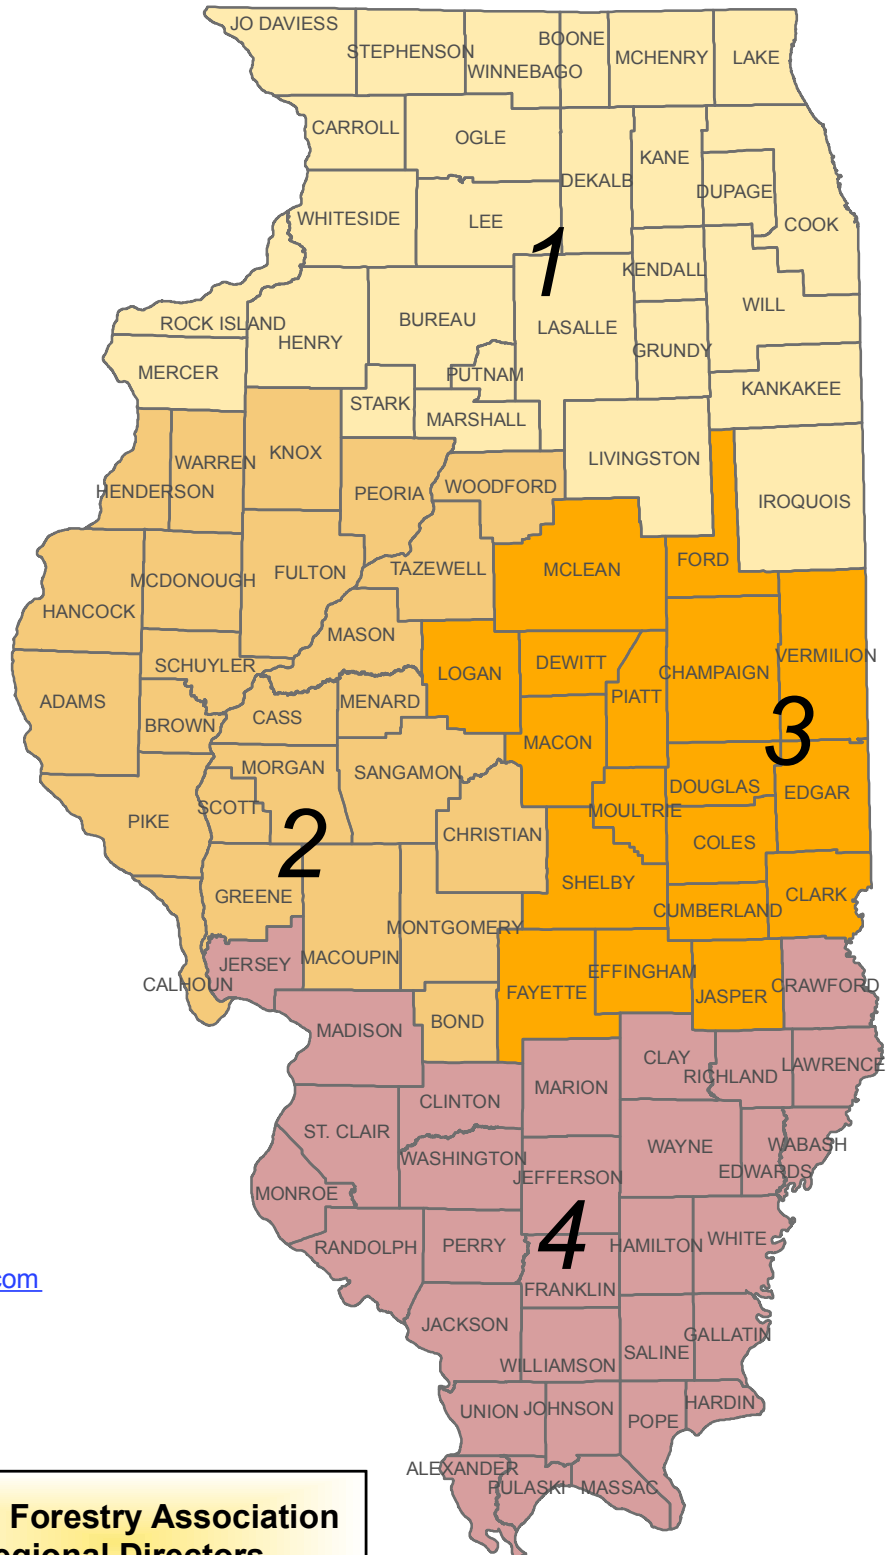 JO DAVIESS
STEPHENSON
WINNEBAGO
BOONE
MCHENRY
LAKE
CARROLL
OGLE
DEKALB
KANE
DUPAGE
COOK
WHITESIDE
LEE
1
KENDALL
WILL
ROCK ISLAND
HENRY
BUREAU
LASALLE
GRUNDY
MERCER
PUTNAM
KANKAKEE
STARK
MARSHALL
KNOX
WARREN
HENDERSON
PEORIA
WOODFORD
LIVINGSTON
IROQUOIS
FORD
MCDONOUGH
FULTON
TAZEWELL
MCLEAN
HANCOCK
MASON
SCHUYLER
LOGAN
DEWITT
PIATT
CHAMPAIGN
VERMILION
ADAMS
BROWN
CASS
MENARD
MACON
3
MORGAN
SANGAMON
DOUGLAS
EDGAR
SCOTT
PIKE
2
CHRISTIAN
MOULTRIE
COLES
GREENE
SHELBY
CUMBERLAND
CLARK
MONTGOMERY
MACOUPIN
JERSEY
CALHOUN
FAYETTE
EFFINGHAM
JASPER
CRAWFORD
MADISON
BOND
CLAY
RICHLAND
LAWRENCE
MARION
CLINTON
ST. CLAIR
WASHINGTON
JEFFERSON
WAYNE
EDWARDS
WABASH
MONROE
RANDOLPH
PERRY
4
HAMILTON
WHITE
com
FRANKLIN
JACKSON
WILLIAMSON
SALINE
GALLATIN
UNION
JOHNSON
POPE
HARDIN
ALEXANDER
PULASKI
MASSAC
Forestry Association
egional Directors